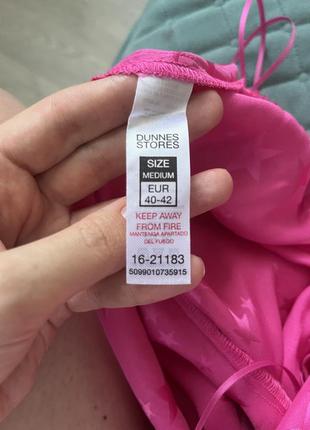 DUNNES
STORES
SIZE
MEDIUM
EUR
40-42
KEEP AWAY
FROM FIRE
MANTENGA APARTADO
DEL FUEGO
16-21183
5099010735915